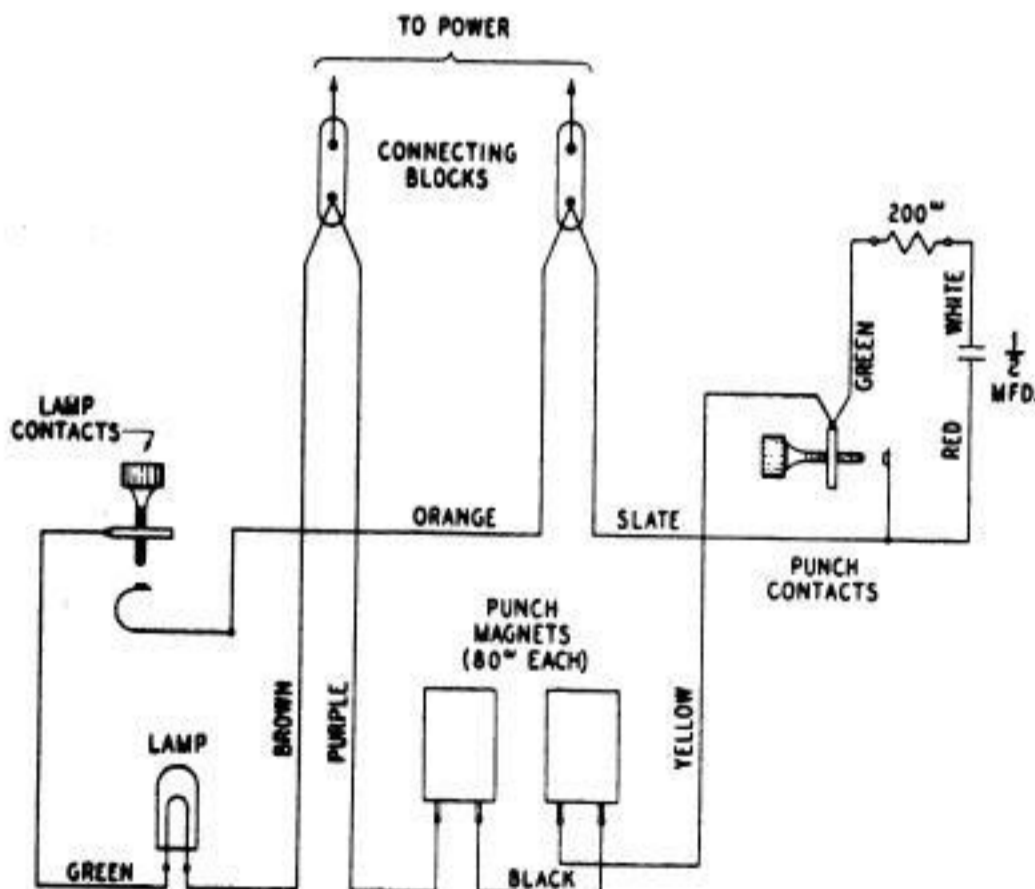 TO POWER
CONNECTING
BLOCKS
200ω
GREEN
WHITE
MFD.
RED
LAMP
CONTACTS
ORANGE
SLATE
PUNCH
CONTACTS
PUNCH
MAGNETS
(80ω EACH)
BROWN
PURPLE
YELLOW
LAMP
GREEN
BLACK